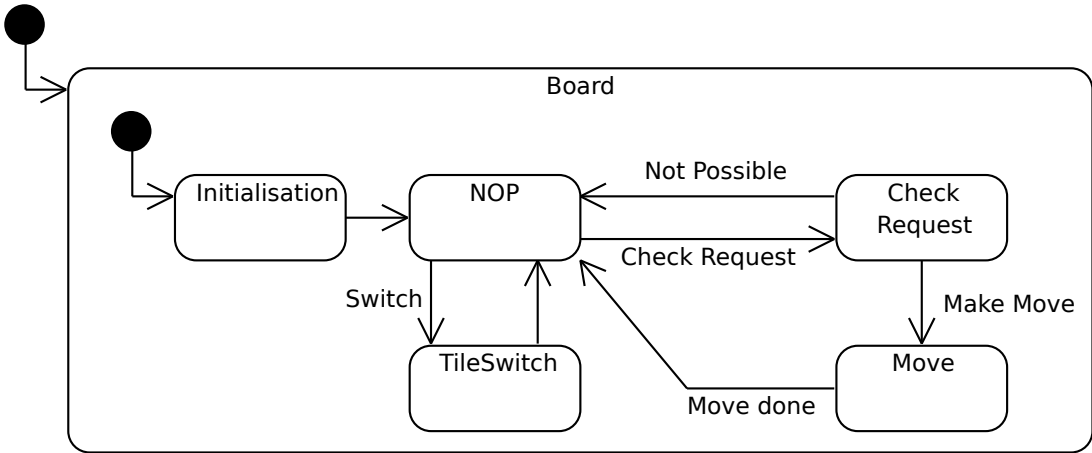 Board
Initialisation
NOP
Not Possible
Check
Request
Check Request
Switch
Make Move
TileSwitch
Move
Move done